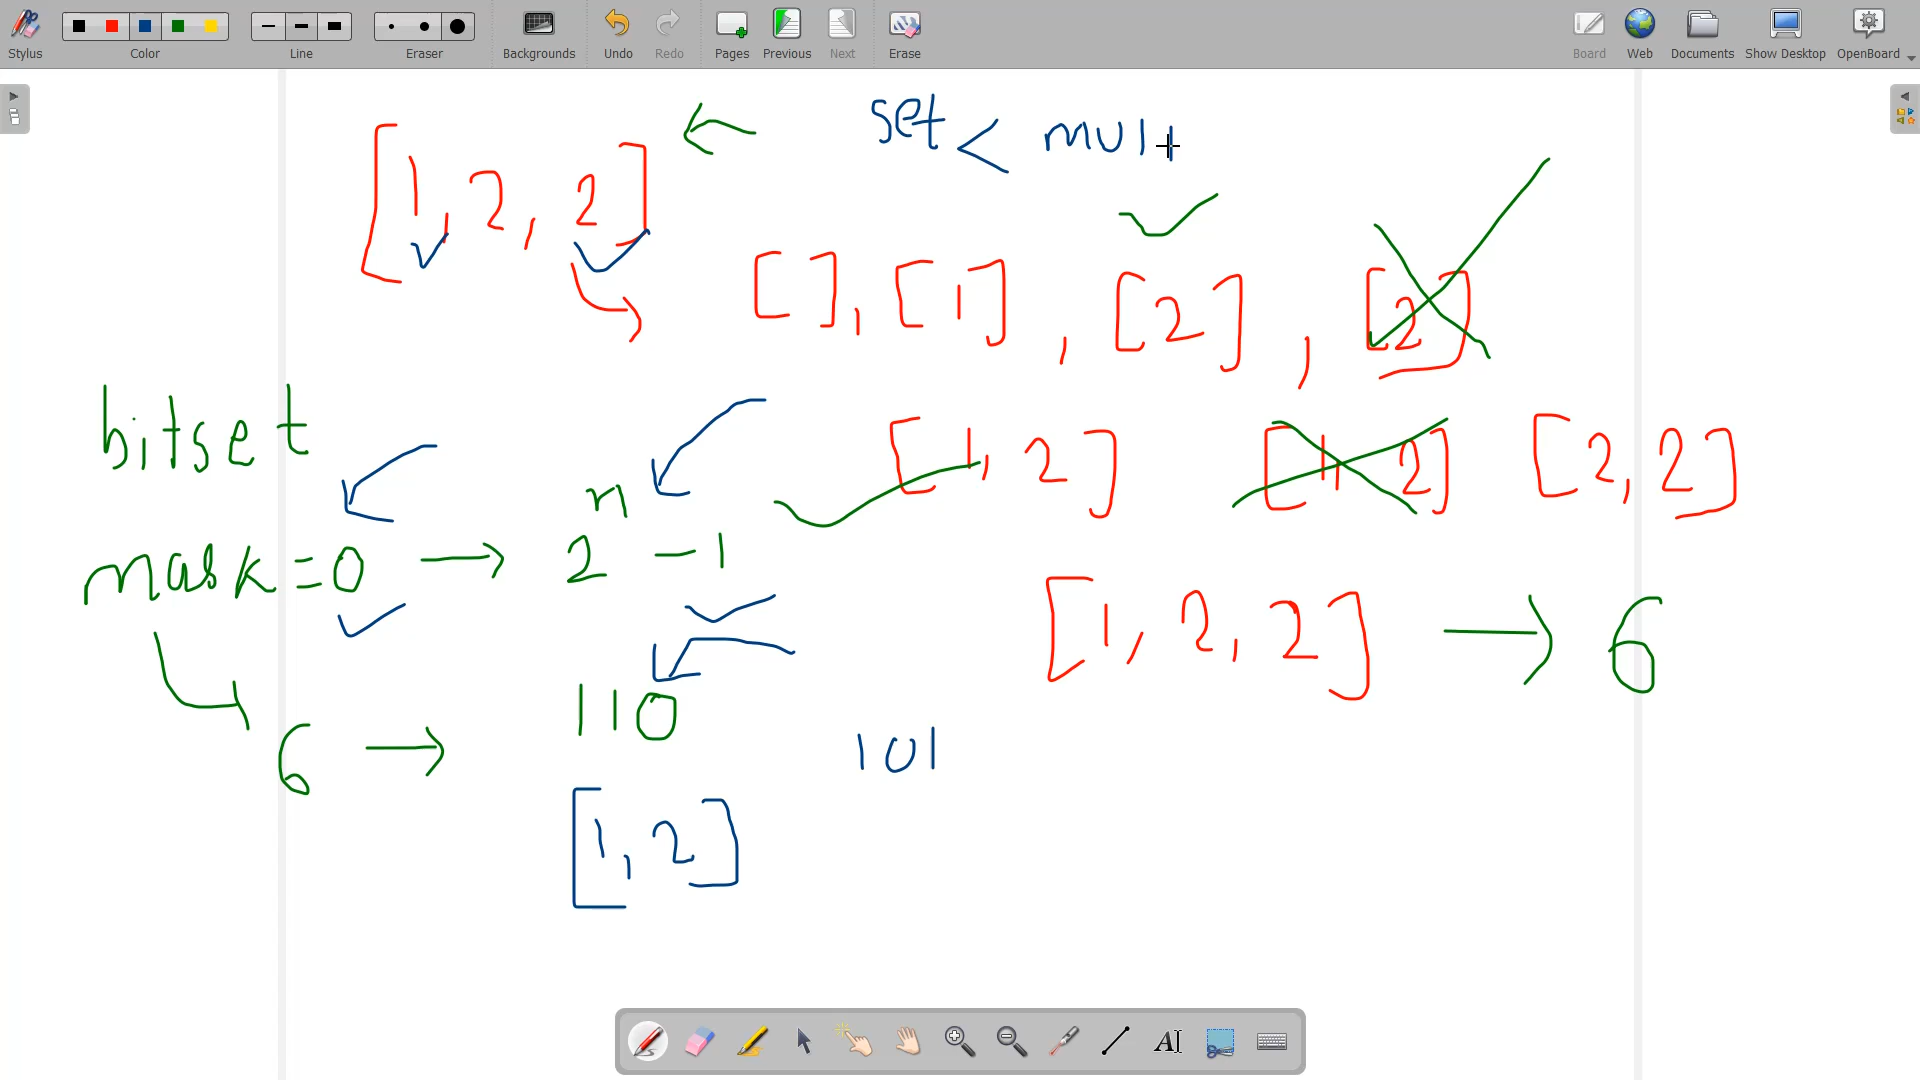 Stylus Color Line Eraser Backgrounds Undo Redo Pages Previous Next Erase Board Web Documents Show Desktop OpenBoard
set < mult
[1, 2, 2]
[], [1], [2], [2]
bitset
[1, 2] [1, 2] [2, 2]
mask = 0 → 2^n - 1
[1, 2, 2] → 6
6 → 110
101
[1, 2]
AI